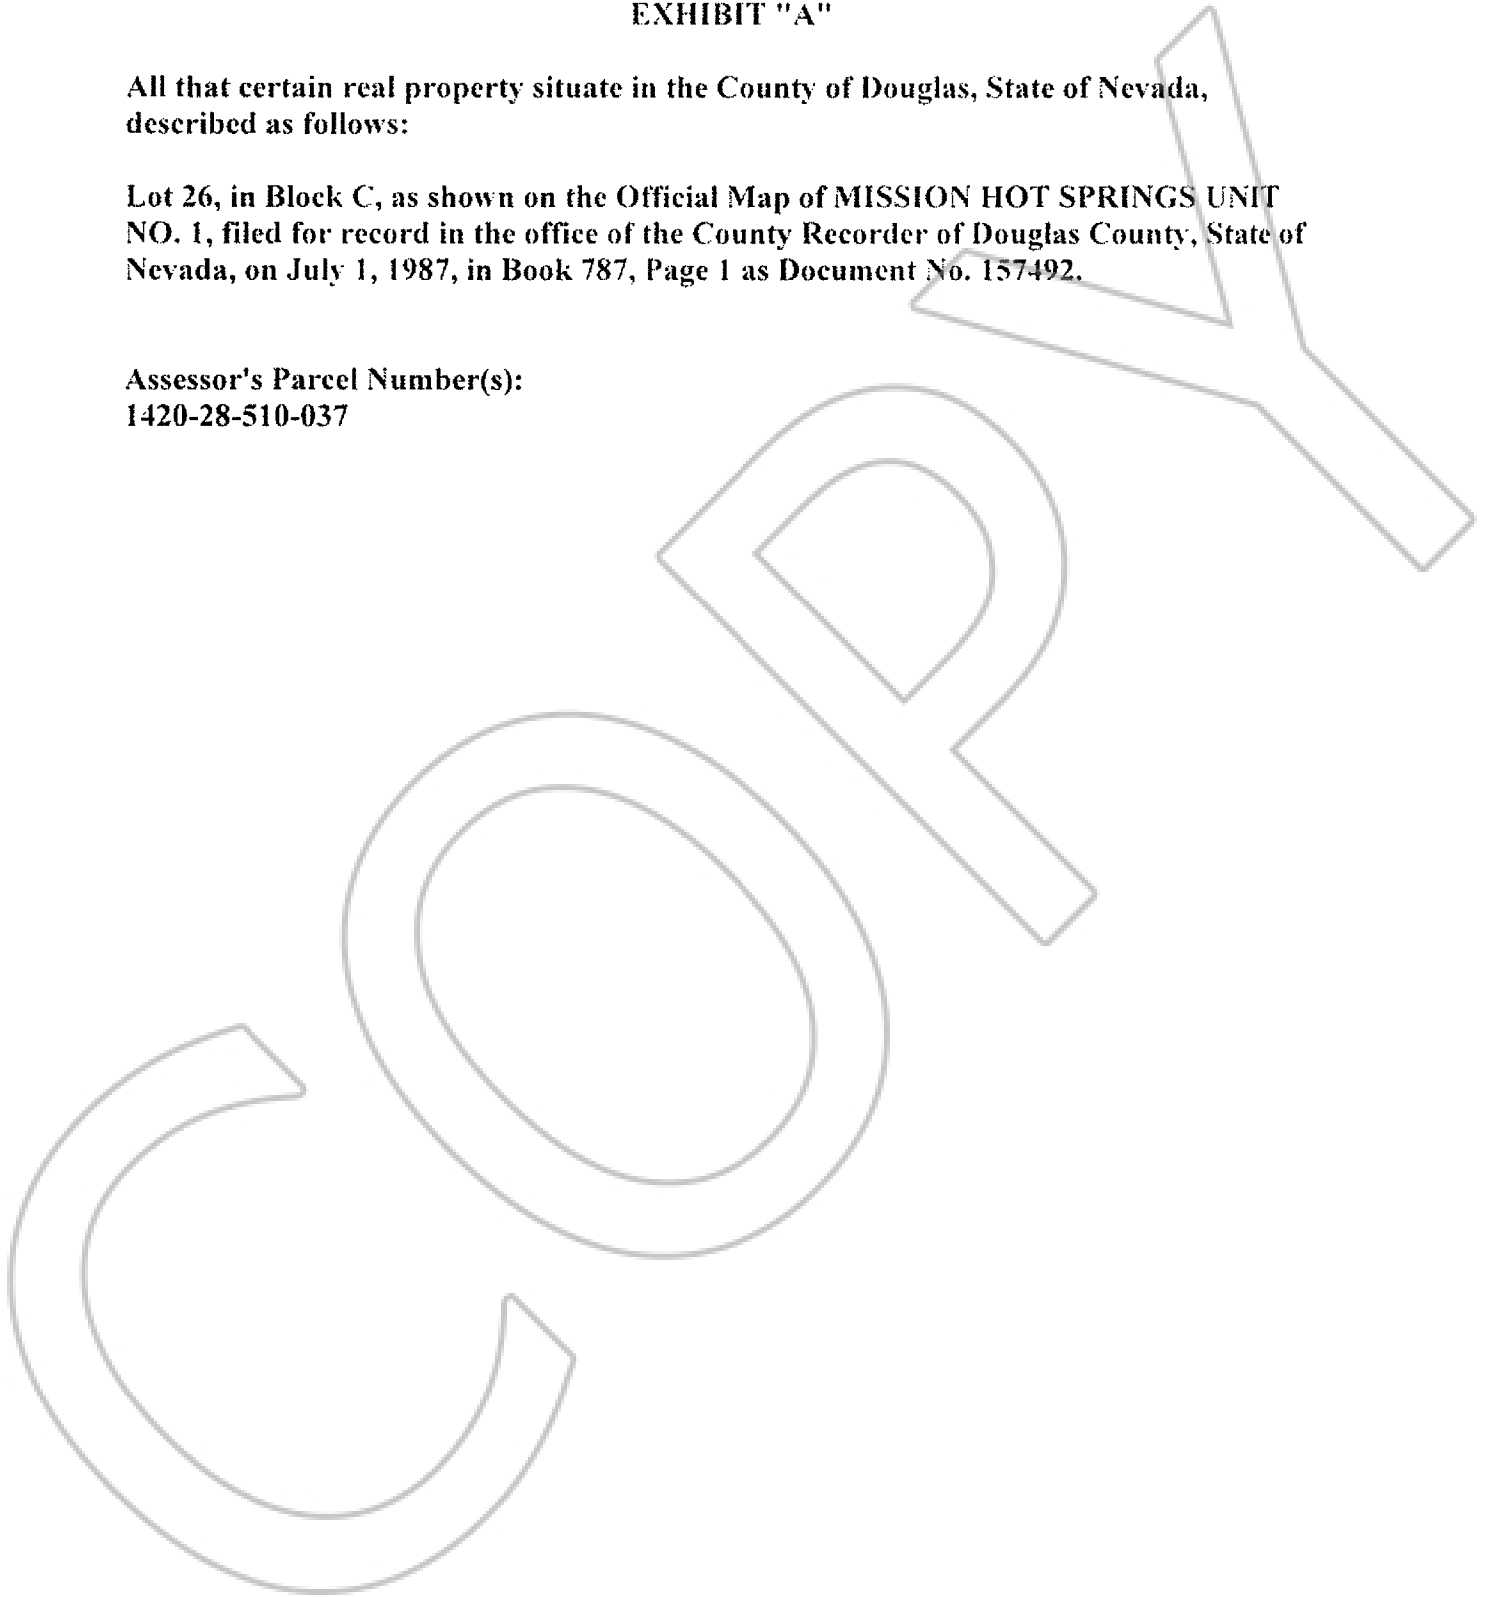 EXHIBIT "A"
All that certain real property situate in the County of Douglas, State of Nevada,
described as follows:
Lot 26, in Block C, as shown on the Official Map of MISSION HOT SPRINGS UNIT
NO. 1, filed for record in the office of the County Recorder of Douglas County, State of
Nevada, on July 1, 1987, in Book 787, Page 1 as Document No. 157492.
Assessor's Parcel Number(s):
1420-28-510-037
COPY